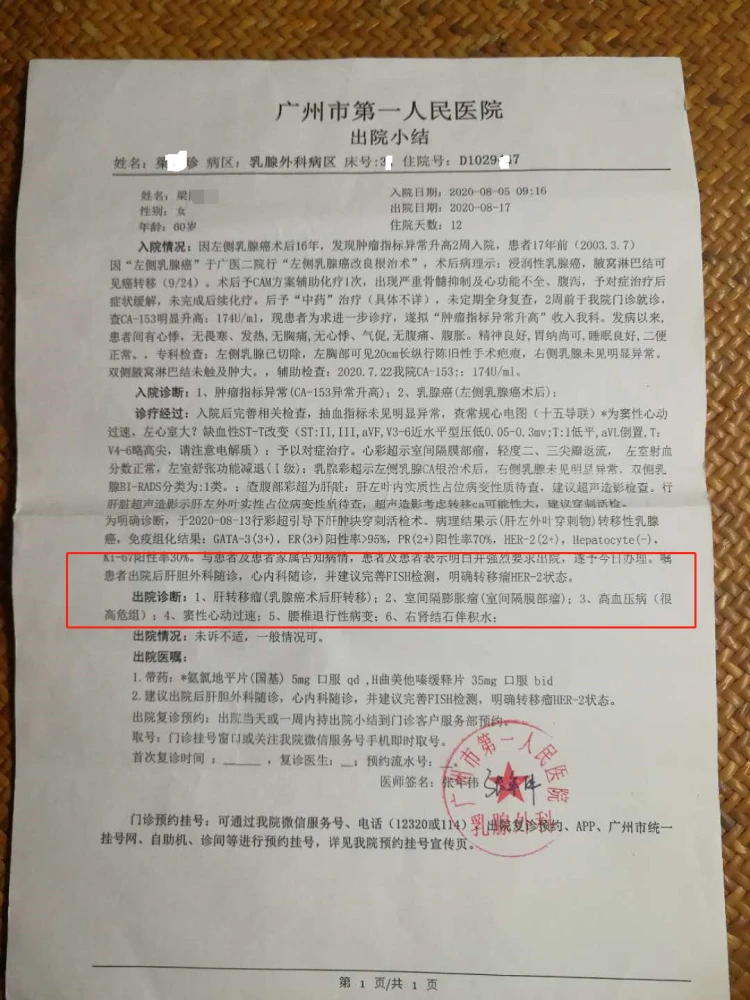 广州市第一人民医院
出院小结
姓名：梁 珍 病区：乳腺外科病区 床号:3 住院号：D1029 7
姓名：梁
入院日期：2020-08-05 09:16
性别：女
出院日期：2020-08-17
年龄：60岁
住院天数：12
入院情况：因左侧乳腺癌术后16年，发现肿瘤指标异常升高2周入院，患者17年前（2003.3.7）
因“左侧乳腺癌”于广医二院行“左侧乳腺癌改良根治术”，术后病理示：浸润性乳腺癌，腋窝淋巴结可
见癌转移（9/24）。术后予CAM方案辅助化疗1次，出现严重骨髓抑制及心功能不全、腹泻，予对症治疗后
症状缓解，未完成后续化疗。后予“中药”治疗（具体不详），未定期全身复查，2周前于我院门诊就诊，
查CA-153明显升高：174U/ml，现患者为求进一步诊疗，遂拟“肿瘤指标异常升高”收入我科。发病以来，
患者间有心悸，无畏寒、发热，无胸痛，无心悸、气促，无腹痛、腹胀。精神良好，胃纳尚可，睡眠良好，二便
正常。，专科检查：左侧乳腺已切除，左胸部可见20cm长纵行陈旧性手术疤痕，右侧乳腺未见明显异常。
双侧腋窝淋巴结未触及肿大。，辅助检查：2020.7.22我院CA-153:：174U/ml。
入院诊断：1、肿瘤指标异常(CA-153异常升高)；2、乳腺癌(左侧乳腺癌术后)；
诊疗经过：入院后完善相关检查，抽血指标未见明显异常，查常规心电图（十五导联）*为窦性心动
过速，左心室大？缺血性ST-T改变（ST:II,III,aVF,V3-6近水平型压低0.05-0.3mv;T:低平,aVL倒置,T:
V4-6略高尖，请注意电解质）；予以对症治疗。心彩超示室间隔膜部瘤，轻度二、三尖瓣返流， 左室射血
分数正常，左室舒张功能减退(Ⅰ级)；乳腺彩超示左侧乳腺CA根治术后，右侧乳腺未见明显异常，双侧乳
腺BI-RADS分类为:1类。；查腹部彩超为肝脏：肝左叶内实质性占位病变性质待查，建议超声造影检查。行
肝脏超声造影示肝左外叶实性占位病变性质待查，超声造影考虑转移ca可能性大，建议穿刺活检。
为明确诊断，于2020-08-13行彩超引导下肝肿块穿刺活检术。病理结果示(肝左外叶穿刺物)转移性乳腺
癌，免疫组化结果：GATA-3(3+)，ER(3+)阳性率>95%，PR(2+)阳性率70%，HER-2(2+)，Hepatocyte(-)，
Ki-67阳性率30%。与患者及患者家属告知病情，患者及患者表示明白并强烈要求出院，遂予今日办理。嘱
患者出院后肝胆外科随诊，心内科随诊，并建议完善FISH检测，明确转移瘤HER-2状态。
出院诊断：1、肝转移瘤(乳腺癌术后肝转移)；2、室间隔膨胀瘤(室间隔膜部瘤)；3、高血压病（很
高危组）；4、窦性心动过速；5、腰椎退行性病变；6、右肾结石伴积水；
出院情况：未诉不适，一般情况可。
出院医嘱：
1.带药：*氨氯地平片(国基) 5mg 口服 qd ,H曲美他嗪缓释片 35mg 口服 bid
2.建议出院后肝胆外科随诊，心内科随诊，并建议完善FISH检测，明确转移瘤HER-2状态。
出院复诊预约：出院当天或一周内持出院小结到门诊客户服务部预约。
取号：门诊挂号窗口或关注我院微信服务号手机即时取号。
首次复诊时间：______，复诊医生：__；预约流水号：__.
医师签名：张年伟
广州市第一人民医院
乳腺外科
门诊预约挂号：可通过我院微信服务号、电话（12320或114）、出院复诊预约、APP、广州市统一
挂号网、自助机、诊间等进行预约挂号，详见我院预约挂号宣传页。
第 1 页/共 1 页